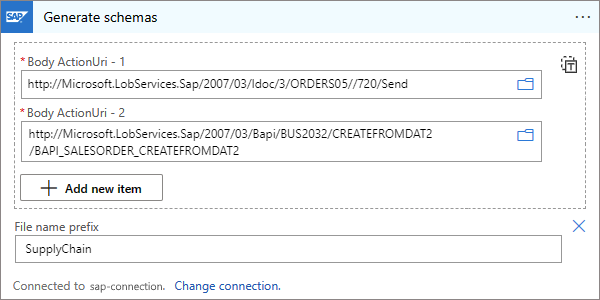 SAP
Generate schemas
* Body ActionUri - 1
http://Microsoft.LobServices.Sap/2007/03/Idoc/3/ORDERS05//720/Send
* Body ActionUri - 2
http://Microsoft.LobServices.Sap/2007/03/Bapi/BUS2032/CREATEFROMDAT2
/BAPI_SALESORDER_CREATEFROMDAT2
Add new item
File name prefix
SupplyChain
Connected to sap-connection. Change connection.